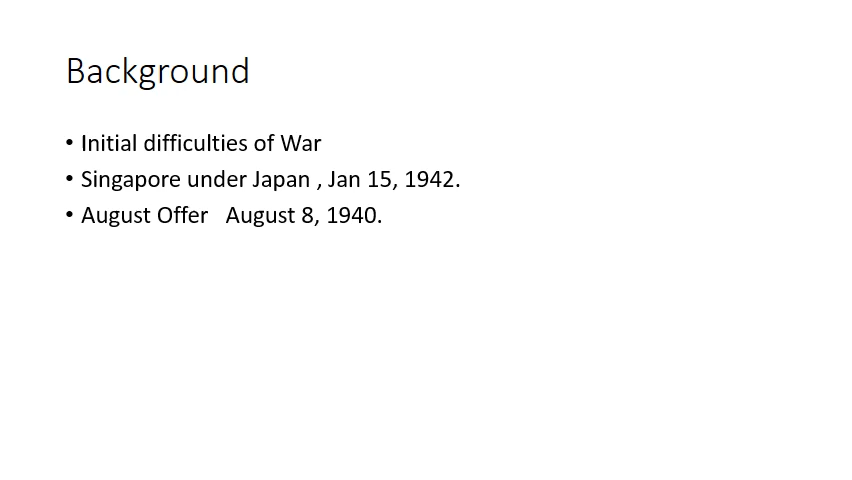 Background
• Initial difficulties of War
• Singapore under Japan , Jan 15, 1942.
• August Offer   August 8, 1940.